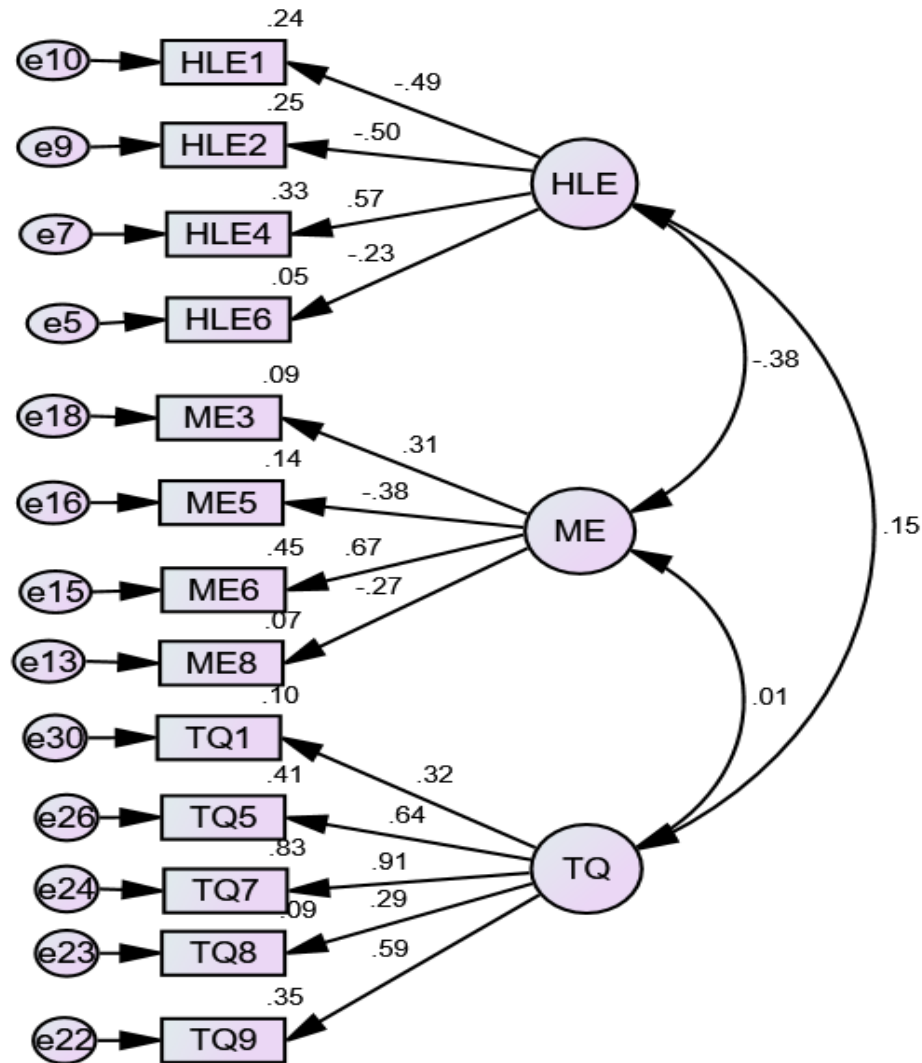 .24
e10 HLE1
-.49
.25
e9 HLE2
-.50
HLE
.33
e7 HLE4
.57
-.23
.05
e5 HLE6
-.38
.09
e18 ME3
.31
.14
e16 ME5
-.38
ME
.15
.45
.67
e15 ME6
-.27
.07
e13 ME8
.10
.01
e30 TQ1
.32
.41
e26 TQ5
.64
.83
.91
TQ
e24 TQ7
.29
.09
e23 TQ8
.59
.35
e22 TQ9